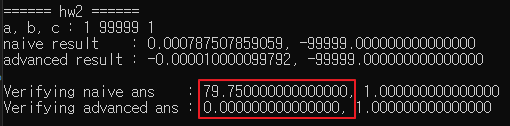 ====== hw2 ======
a, b, c : 1 99999 1
naive result    : 0.000787507859059, -99999.000000000000000
advanced result : -0.000010000099792, -99999.000000000000000
Verifying naive ans    : 79.750000000000000, 1.000000000000000
Verifying advanced ans : 0.000000000000000, 1.000000000000000